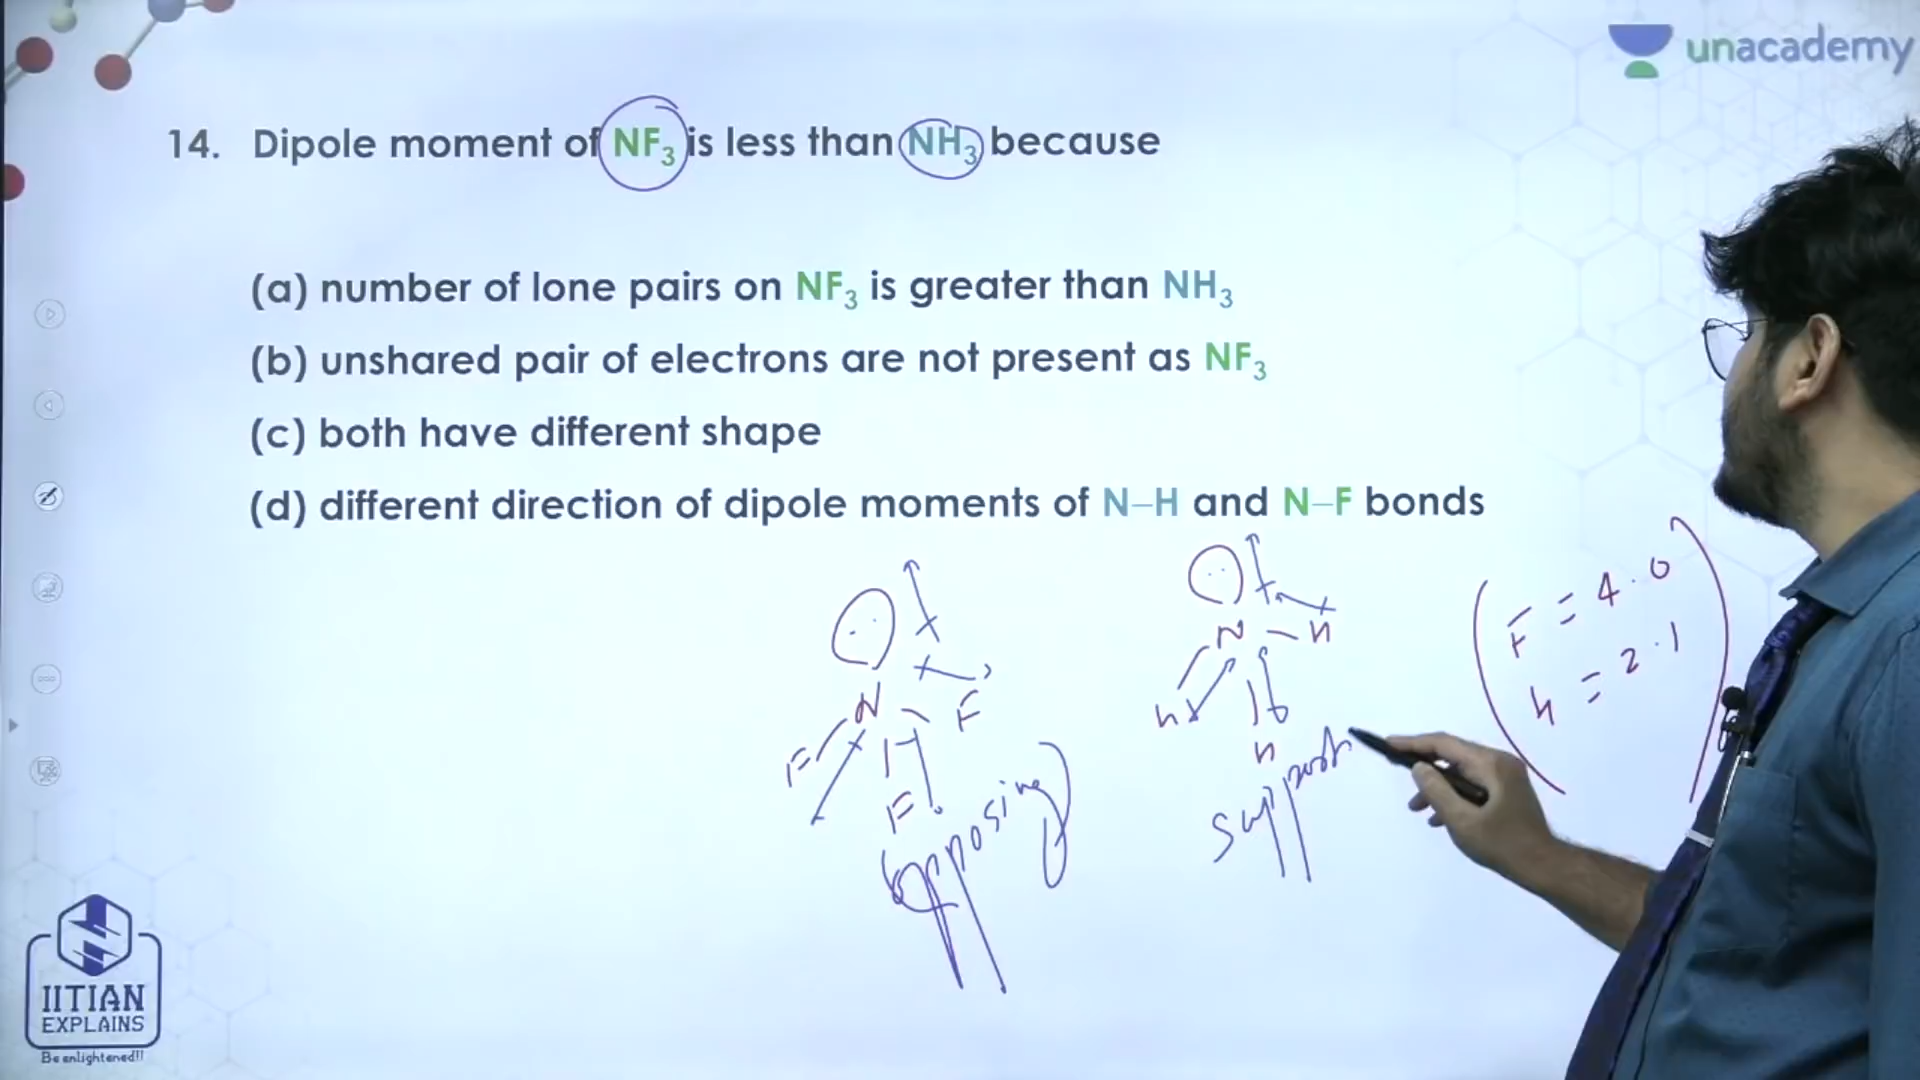 unacademy
14. Dipole moment of NF₃ is less than NH₃ because
(a) number of lone pairs on NF₃ is greater than NH₃
(b) unshared pair of electrons are not present as NF₃
(c) both have different shape
(d) different direction of dipole moments of N–H and N–F bonds
N F F F
opposing
N H H H
support
F = 4.0
H = 2.1
IITIAN
EXPLAINS
Be enlightened!!